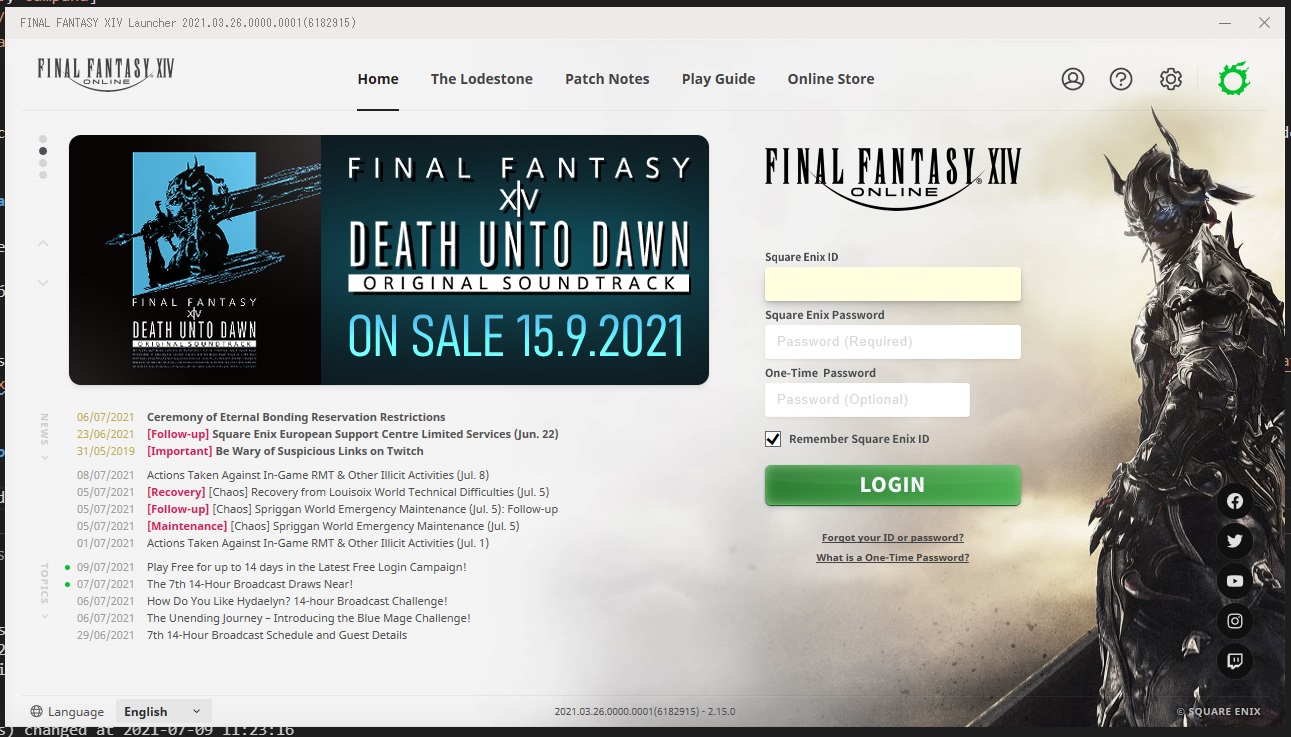 FINAL FANTASY XIV Launcher 2021.03.26.0000.0001(6182915)
FINAL FANTASY XIV
ONLINE
Home The Lodestone Patch Notes Play Guide Online Store
FINAL FANTASY
XIV
DEATH UNTO DAWN
ORIGINAL SOUNDTRACK
FINAL FANTASY
XIV
DEATH UNTO DAWN
ORIGINAL SOUNDTRACK
ON SALE 15.9.2021
FINAL FANTASY® XIV
ONLINE
Square Enix ID
Square Enix Password
Password (Required)
One-Time Password
Password (Optional)
Remember Square Enix ID
LOGIN
Forgot your ID or password?
What is a One-Time Password?
NEWS
06/07/2021 Ceremony of Eternal Bonding Reservation Restrictions
23/06/2021 [Follow-up] Square Enix European Support Centre Limited Services (Jun. 22)
31/05/2019 [Important] Be Wary of Suspicious Links on Twitch
08/07/2021 Actions Taken Against In-Game RMT & Other Illicit Activities (Jul. 8)
05/07/2021 [Recovery] [Chaos] Recovery from Louisoix World Technical Difficulties (Jul. 5)
05/07/2021 [Follow-up] [Chaos] Spriggan World Emergency Maintenance (Jul. 5): Follow-up
05/07/2021 [Maintenance] [Chaos] Spriggan World Emergency Maintenance (Jul. 5)
01/07/2021 Actions Taken Against In-Game RMT & Other Illicit Activities (Jul. 1)
TOPICS
09/07/2021 Play Free for up to 14 days in the Latest Free Login Campaign!
07/07/2021 The 7th 14-Hour Broadcast Draws Near!
06/07/2021 How Do You Like Hydaelyn? 14-hour Broadcast Challenge!
06/07/2021 The Unending Journey – Introducing the Blue Mage Challenge!
29/06/2021 7th 14-Hour Broadcast Schedule and Guest Details
Language English
2021.03.26.0000.0001(6182915) - 2.15.0
© SQUARE ENIX
s) changed at 2021-07-09 11:23:16